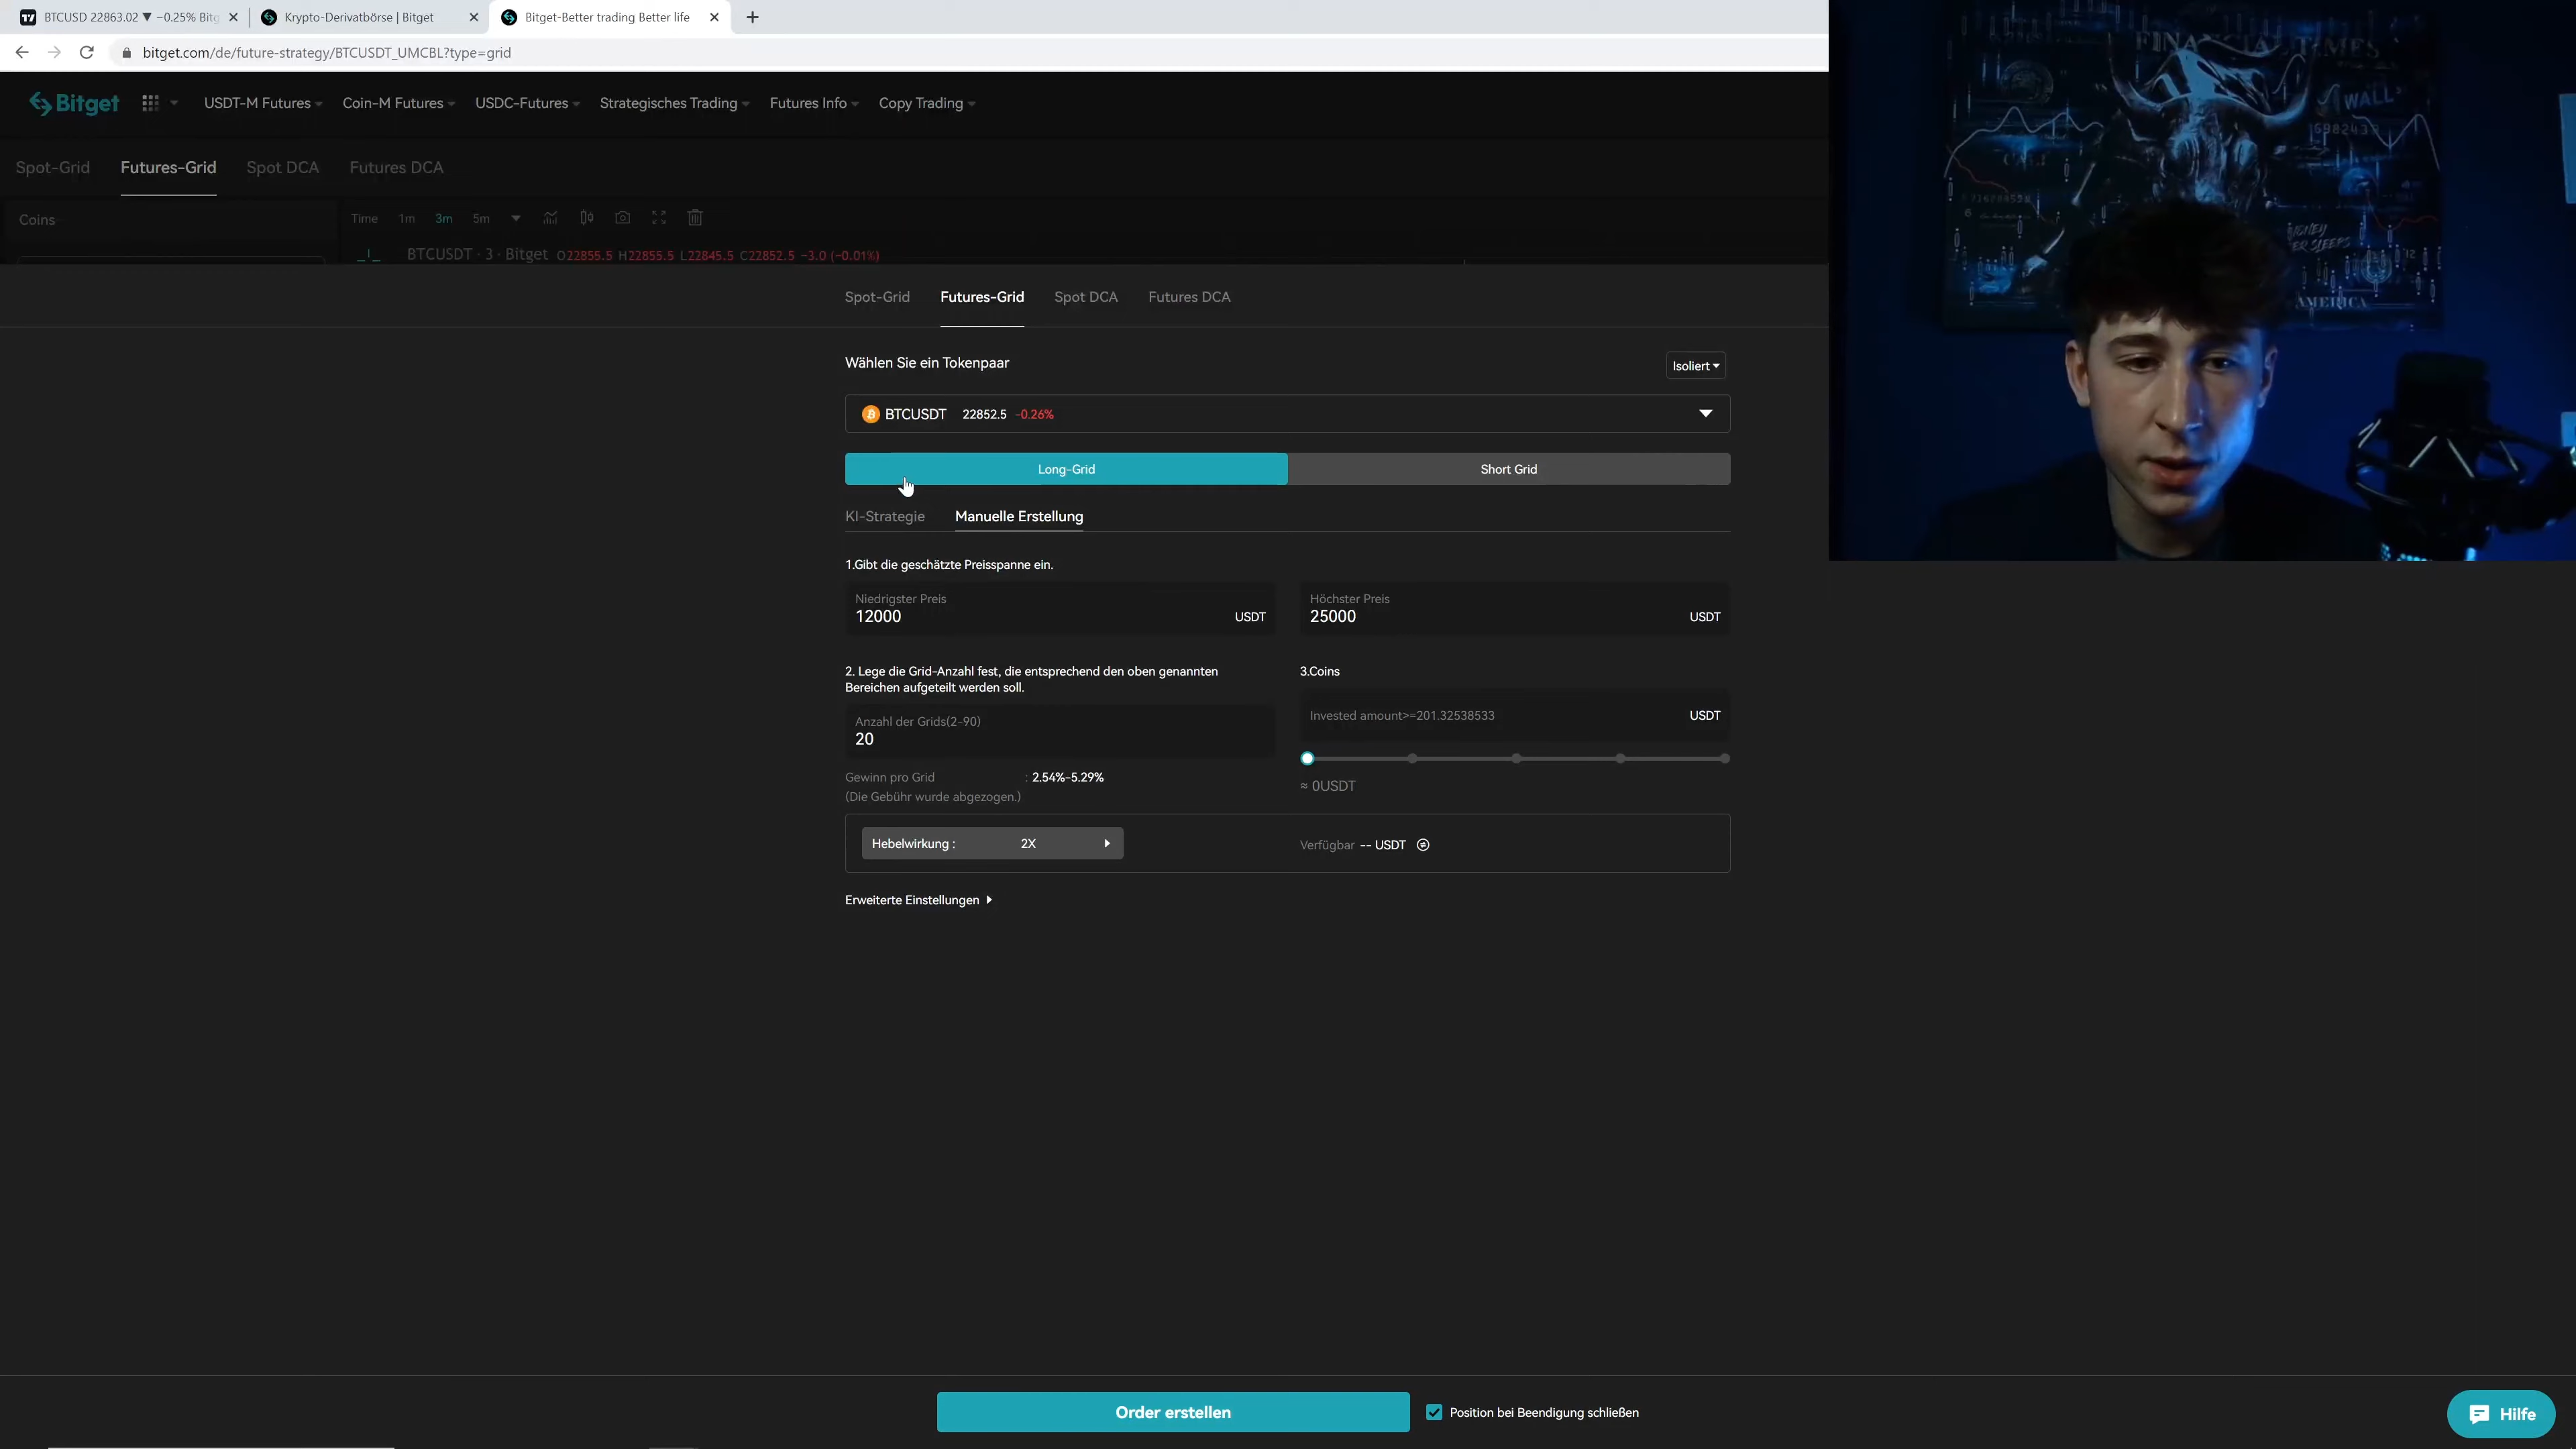 BTCUSD 22863.02 ▼ −0.25% Bitg
Krypto-Derivatbörse | Bitget
Bitget-Better trading Better life
bitget.com/de/future-strategy/BTCUSDT_UMCBL?type=grid
Bitget
USDT-M Futures
Coin-M Futures
USDC-Futures
Strategisches Trading
Futures Info
Copy Trading
Spot-Grid
Futures-Grid
Spot DCA
Futures DCA
Coins
Time
1m
3m
5m
BTCUSDT · 3 · Bitget O22855.5 H22855.5 L22845.5 C22852.5 −3.0 (−0.01%)
Spot-Grid
Futures-Grid
Spot DCA
Futures DCA
Wählen Sie ein Tokenpaar
Isoliert
BTCUSDT 22852.5 -0.26%
Long-Grid
Short Grid
KI-Strategie
Manuelle Erstellung
1.Gibt die geschätzte Preisspanne ein.
Niedrigster Preis
12000 USDT
Höchster Preis
25000 USDT
2. Lege die Grid-Anzahl fest, die entsprechend den oben genannten
Bereichen aufgeteilt werden soll.
Anzahl der Grids(2-90)
20
3.Coins
Invested amount>=201.32538533 USDT
≈ 0USDT
Gewinn pro Grid : 2.54%-5.29%
(Die Gebühr wurde abgezogen.)
Hebelwirkung : 2X
Verfügbar -- USDT
Erweiterte Einstellungen
Order erstellen
Position bei Beendigung schließen
Hilfe
FINANCIAL TIMES
WALL
AMERICA